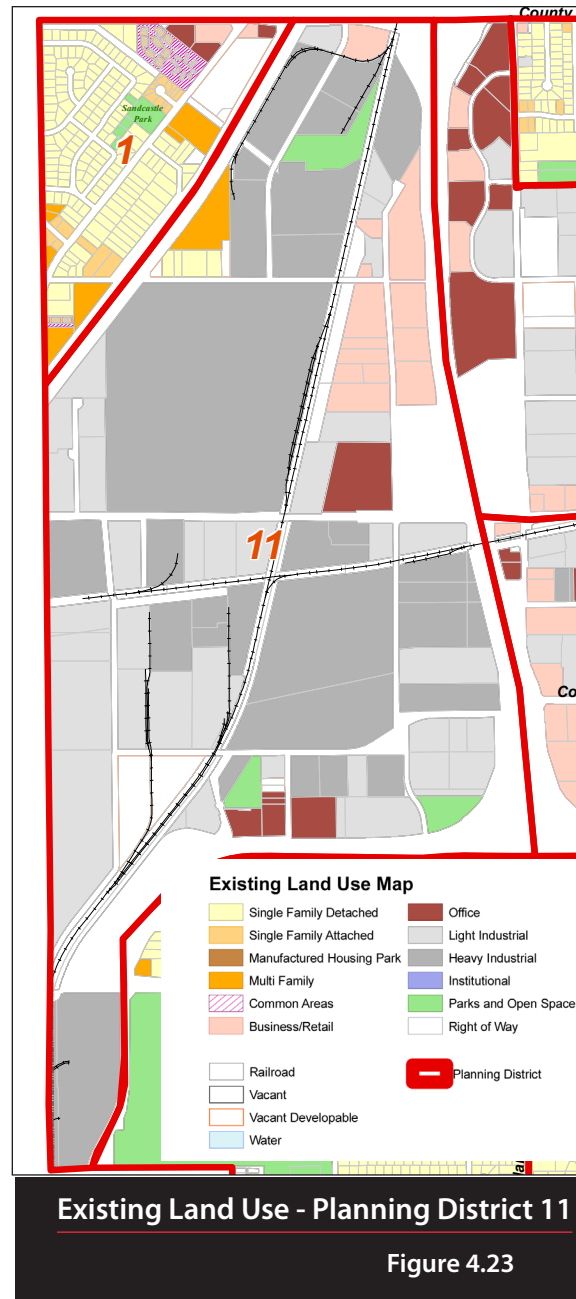 County
Sandcastle
Park
1
11
Co
Existing Land Use Map
Single Family Detached
Single Family Attached
Manufactured Housing Park
Multi Family
Common Areas
Business/Retail
Office
Light Industrial
Heavy Industrial
Institutional
Parks and Open Space
Right of Way
Railroad
Vacant
Vacant Developable
Water
Planning District
Existing Land Use - Planning District 11
Figure 4.23